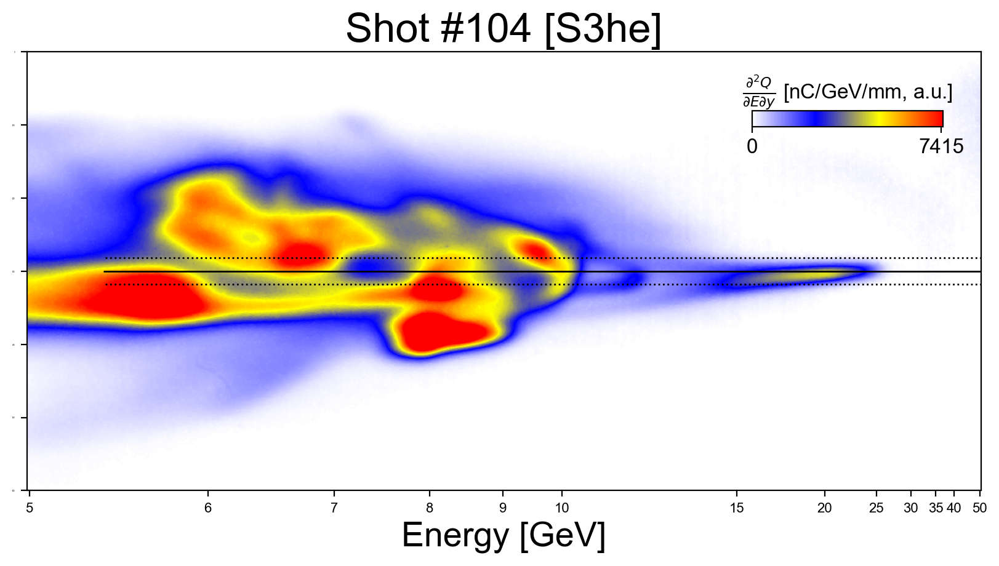 Shot #104 [S3he]
∂²Q
∂E∂y [nC/GeV/mm, a.u.]
0 7415
5 6 7 8 9 10 15 20 25 30 35 40 50
Energy [GeV]